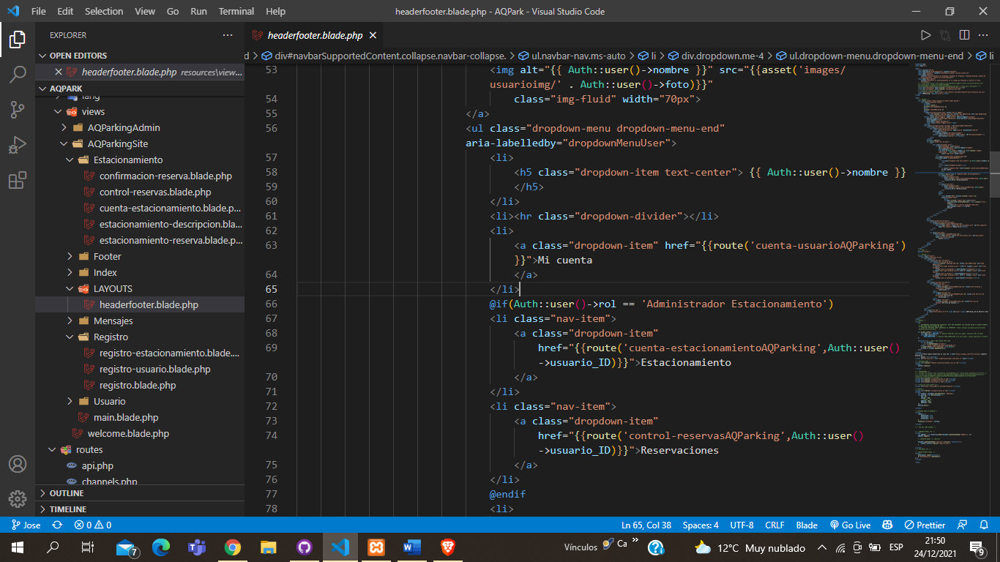 File Edit Selection View Go Run Terminal Help headerfooter.blade.php - AQPark - Visual Studio Code
EXPLORER
OPEN EDITORS
headerfooter.blade.php resources\view...
AQPARK
lang
views
AQParkingAdmin
AQParkingSite
Estacionamiento
confirmacion-reserva.blade.php
control-reservas.blade.php
cuenta-estacionamiento.blade.p...
estacionamiento-descripcion.bla...
estacionamiento-reserva.blade.p...
Footer
Index
LAYOUTS
headerfooter.blade.php
Mensajes
Registro
registro-estacionamiento.blade....
registro-usuario.blade.php
registro.blade.php
Usuario
main.blade.php
welcome.blade.php
routes
api.php
channels.php
OUTLINE
TIMELINE
headerfooter.blade.php
d > div#navbarSupportedContent.collapse.navbar-collapse. > ul.navbar-nav.ms-auto > li > div.dropdown.me-4 > ul.dropdown-menu.dropdown-menu-end > li
53 <img alt="{{ Auth::user()->nombre }}" src="{{asset('images/
usuarioimg/' . Auth::user()->foto)}}"
54 class="img-fluid" width="70px">
55 </a>
56 <ul class="dropdown-menu dropdown-menu-end"
aria-labelledby="dropdownMenuUser">
57 <li>
58 <h5 class="dropdown-item text-center"> {{ Auth::user()->nombre }}
59 </h5>
60 </li>
61 <li><hr class="dropdown-divider"></li>
62 <li>
63 <a class="dropdown-item" href="{{route('cuenta-usuarioAQParking')
}}">Mi cuenta
64 </a>
65 </li>
66 @if(Auth::user()->rol == 'Administrador Estacionamiento')
67 <li class="nav-item">
68 <a class="dropdown-item"
69 href="{{route('cuenta-estacionamientoAQParking',Auth::user()
->usuario_ID)}}">Estacionamiento
70 </a>
71 </li>
72 <li class="nav-item">
73 <a class="dropdown-item"
74 href="{{route('control-reservasAQParking',Auth::user()
->usuario_ID)}}">Reservaciones
75 </a>
76 </li>
77 @endif
78 <li>
Jose 0 0 Ln 65, Col 38 Spaces: 4 UTF-8 CRLF Blade Go Live Prettier
7 Vínculos Ca » 12°C Muy nublado ESP 21:50
24/12/2021 9